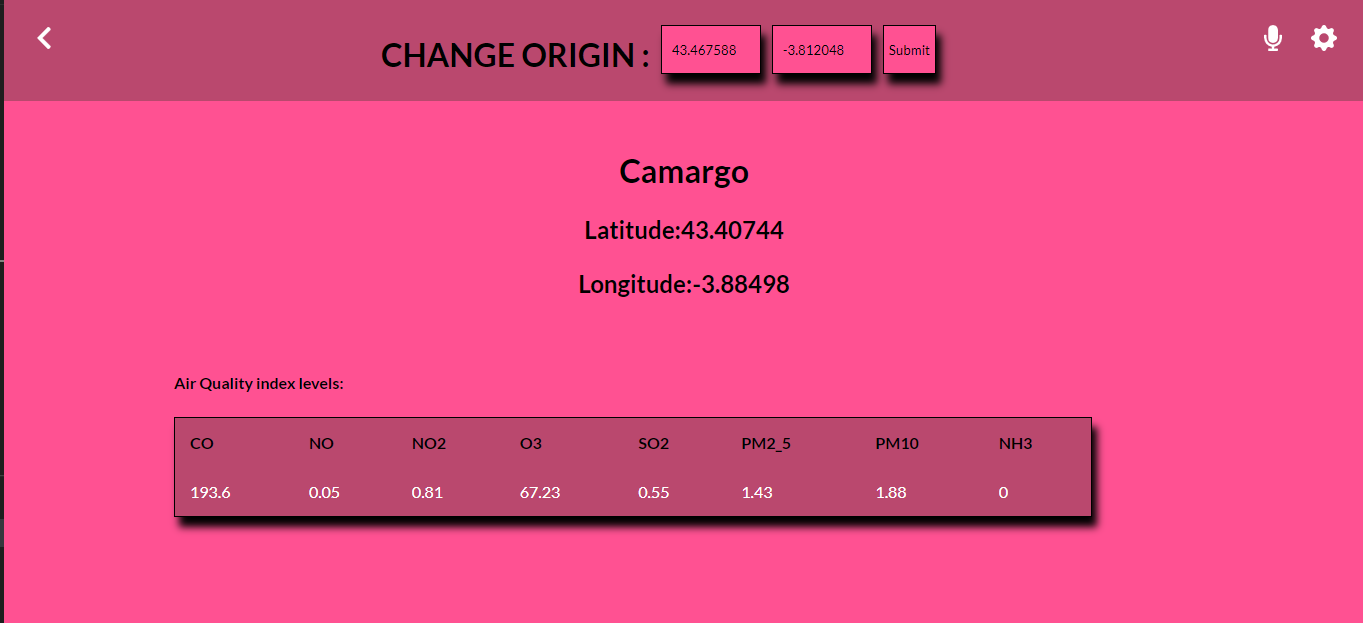 CHANGE ORIGIN : 43.467588 -3.812048 Submit
Camargo
Latitude:43.40744
Longitude:-3.88498
Air Quality index levels:
CO NO NO2 O3 SO2 PM2_5 PM10 NH3
193.6 0.05 0.81 67.23 0.55 1.43 1.88 0